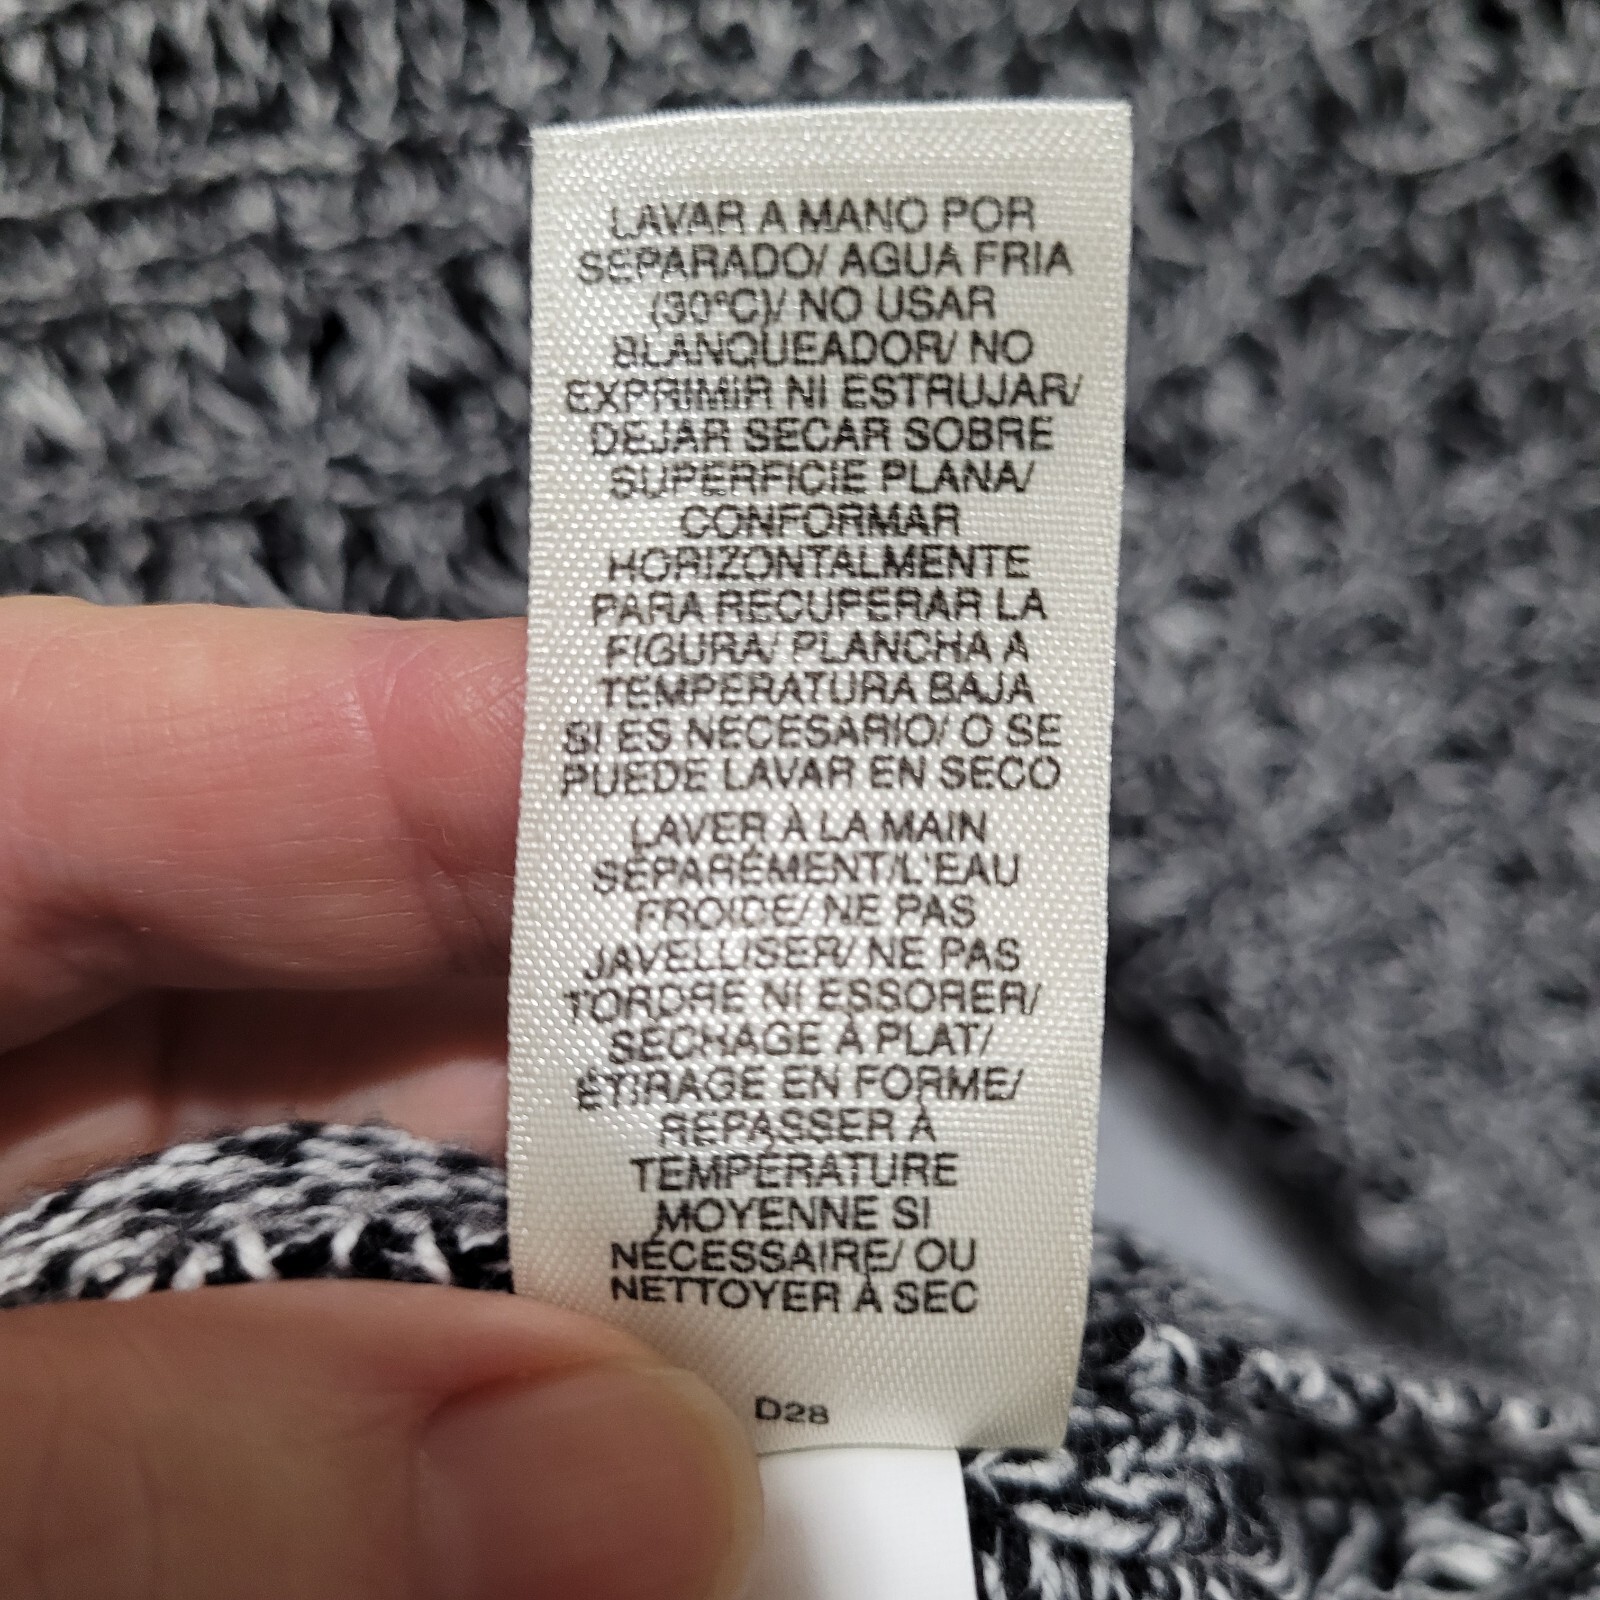 LAVAR A MANO POR
SEPARADO/ AGUA FRIA
(30°C)/ NO USAR
BLANQUEADOR/ NO
EXPRIMIR NI ESTRUJAR/
DEJAR SECAR SOBRE
SUPERFICIE PLANA/
CONFORMAR
HORIZONTALMENTE
PARA RECUPERAR LA
FIGURA/ PLANCHA A
TEMPERATURA BAJA
SI ES NECESARIO/ O SE
PUEDE LAVAR EN SECO
LAVER À LA MAIN
SÉPARÉMENT/L'EAU
FROIDE/ NE PAS
JAVELLISER/ NE PAS
TORDRE NI ESSORER/
SÉCHAGE À PLAT/
ÉTIRAGE EN FORME/
REPASSER À
TEMPÉRATURE
MOYENNE SI
NÉCESSAIRE/ OU
NETTOYER À SEC
D28